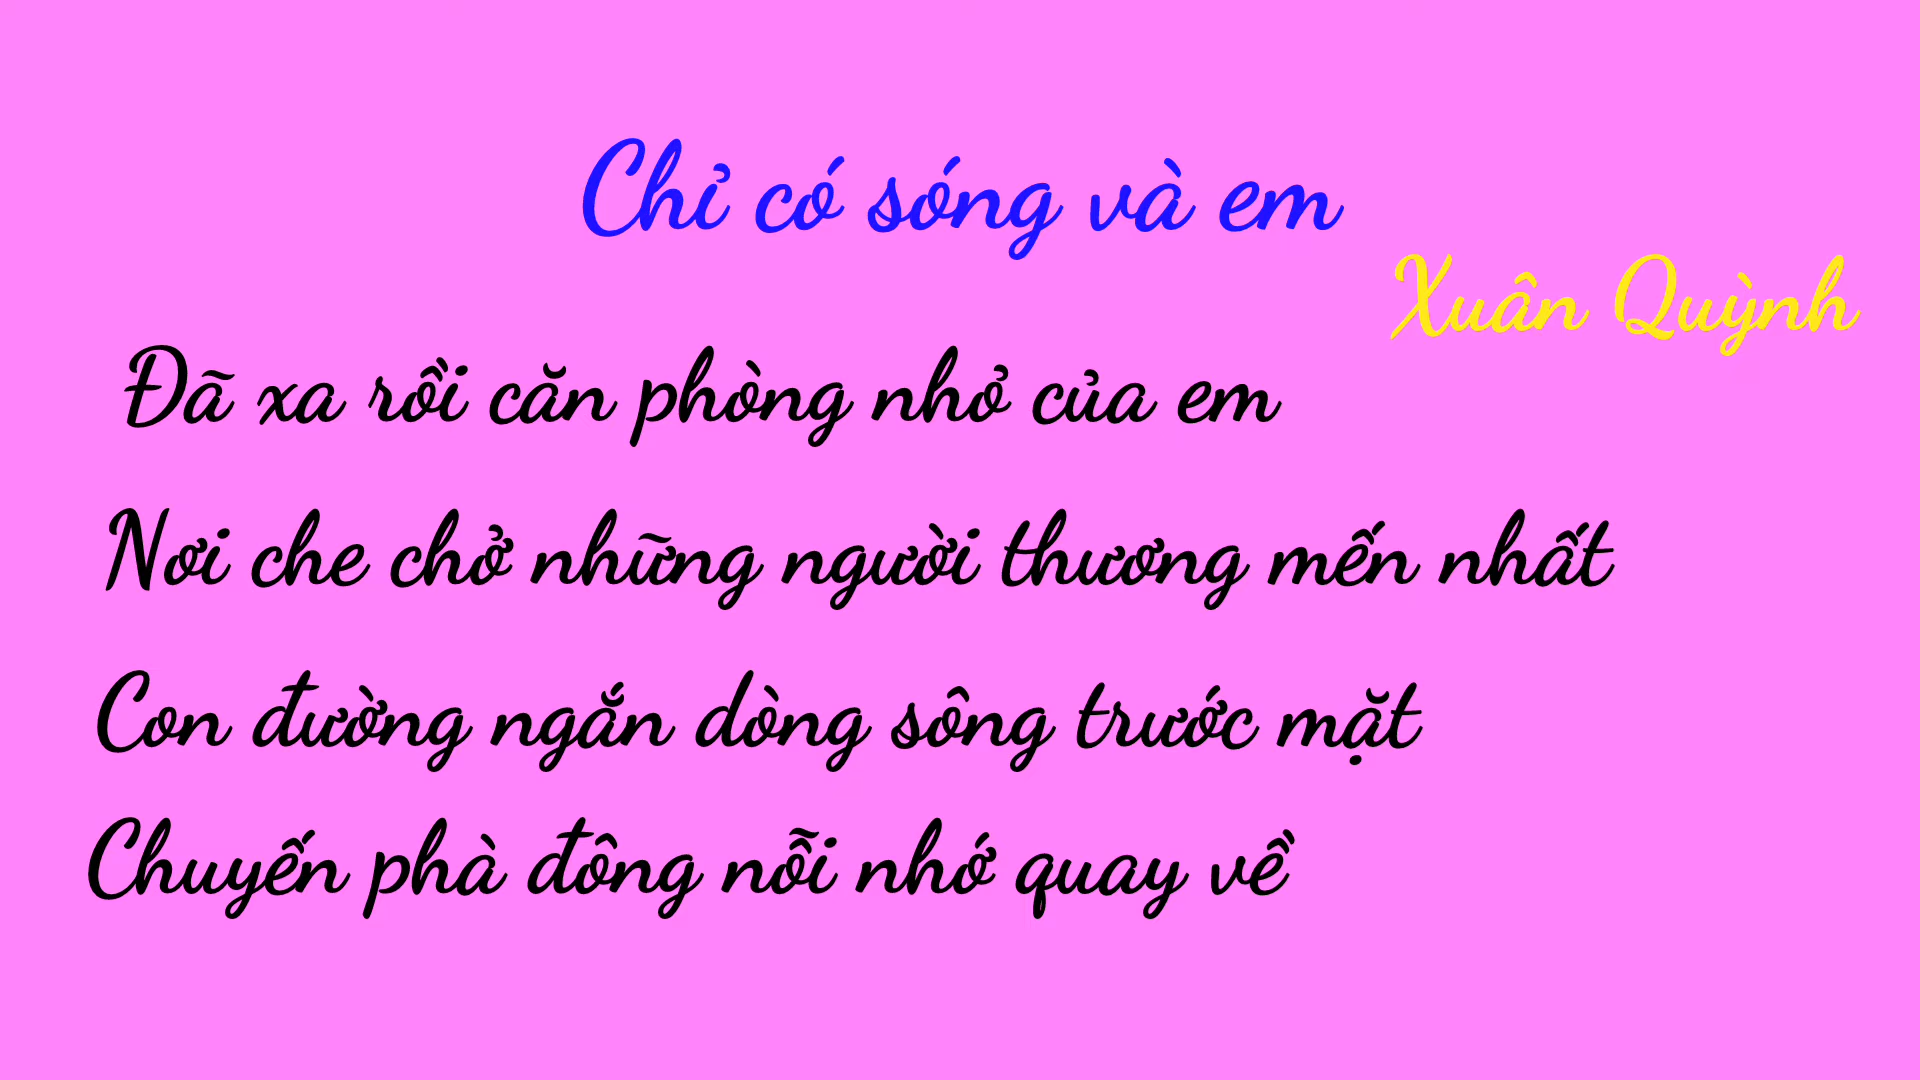 Chỉ có sóng và em
Xuân Quỳnh
Đã xa rồi căn phòng nhỏ của em
Nơi che chở những người thương mến nhất
Con đường ngắn dòng sông trước mặt
Chuyến phà đông nỗi nhớ quay về